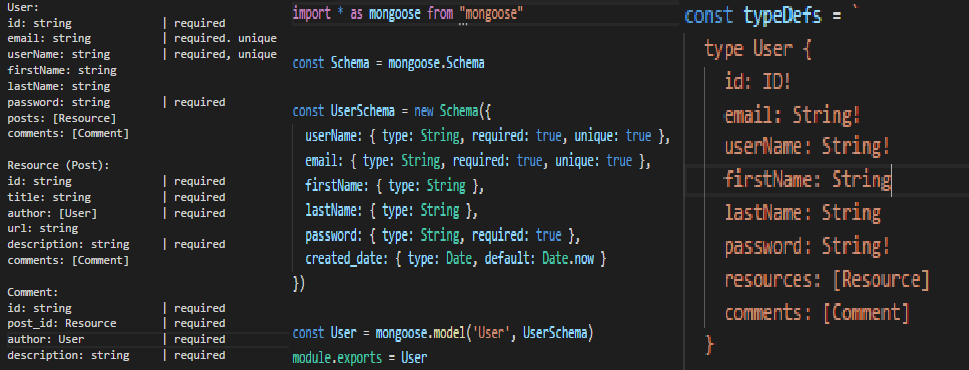 User:
id: string | required
email: string | required. unique
userName: string | required, unique
firstName: string
lastName: string
password: string | required
posts: [Resource]
comments: [Comment]
Resource (Post):
id: string | required
title: string | required
author: [User] | required
url: string
description: string | required
comments: [Comment]
Comment:
id: string | required
post_id: Resource | required
author: User | required
description: string | required
import * as mongoose from "mongoose"
const Schema = mongoose.Schema
const UserSchema = new Schema({
userName: { type: String, required: true, unique: true },
email: { type: String, required: true, unique: true },
firstName: { type: String },
lastName: { type: String },
password: { type: String, required: true },
created_date: { type: Date, default: Date.now }
})
const User = mongoose.model('User', UserSchema)
module.exports = User
const typeDefs = `
type User {
id: ID!
email: String!
userName: String!
firstName: String
lastName: String
password: String!
resources: [Resource]
comments: [Comment]
}